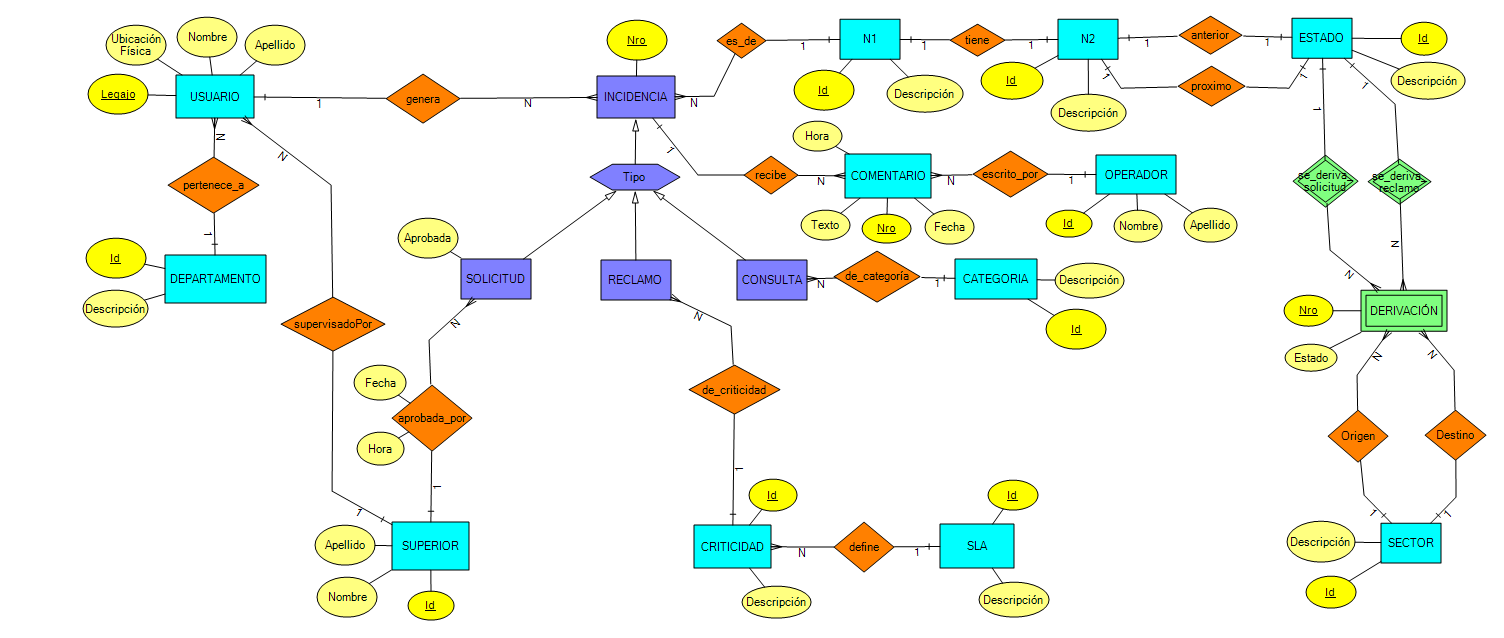 Ubicación
Física
Nombre
Apellido
Legajo
USUARIO
1
genera
N
Nro
INCIDENCIA
N
es_de
1
N1
Id
Descripción
1
tiene
1
N2
Id
Descripción
1
anterior
1
1
proximo
1
ESTADO
Id
Descripción
N
pertenece_a
1
Id
Descripción
DEPARTAMENTO
N
supervisadoPor
1
Tipo
1
recibe
N
Hora
COMENTARIO
Texto
Nro
Fecha
N
escrito_por
1
OPERADOR
Id
Nombre
Apellido
1
se_deriva_
solicitud
N
1
se_deriva_
reclamo
N
Aprobada
SOLICITUD
RECLAMO
CONSULTA
N
de_categoría
1
CATEGORIA
Descripción
Id
Nro
DERIVACIÓN
Estado
N
Fecha
Hora
aprobada_por
1
N
de_criticidad
1
N
Origen
1
N
Destino
1
Apellido
Nombre
SUPERIOR
Id
Id
CRITICIDAD
Descripción
N
define
1
Id
SLA
Descripción
Descripción
SECTOR
Id